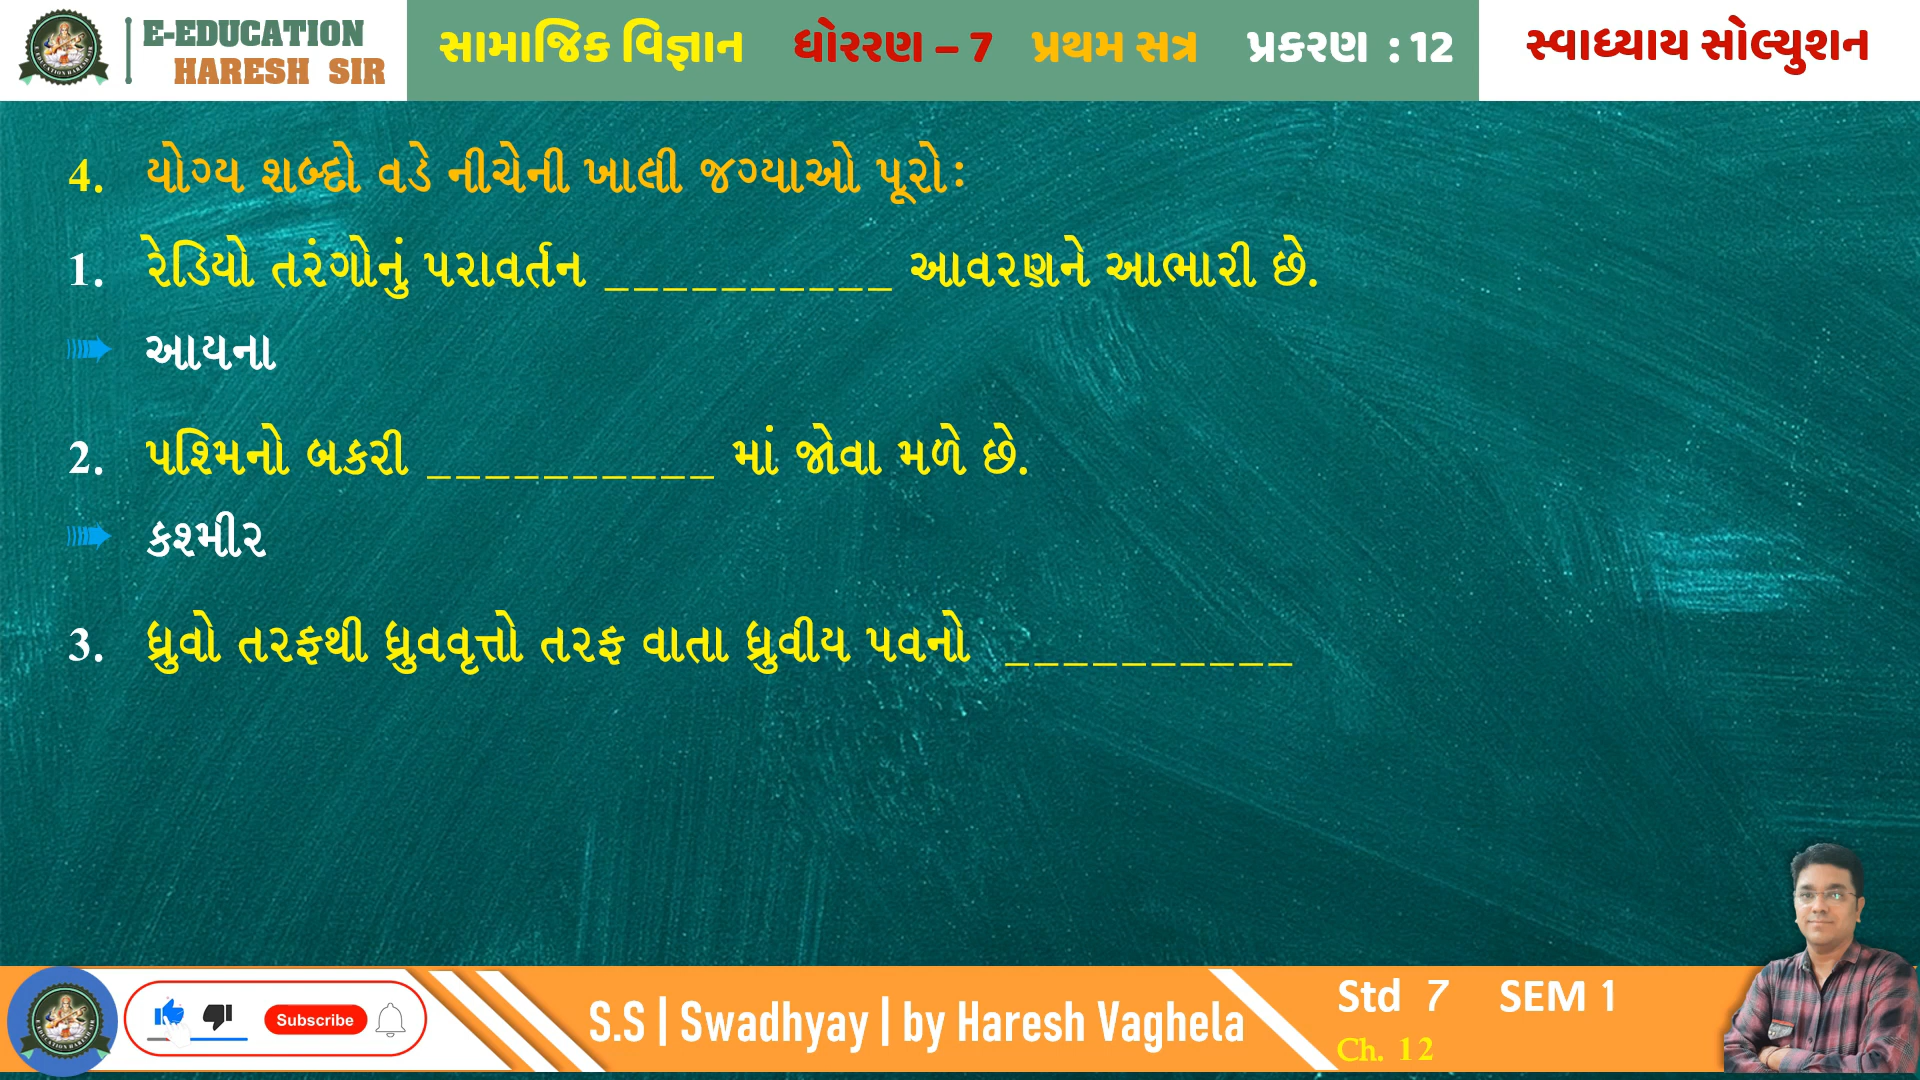 E-EDUCATION
HARESH SIR
સામાજિક વિજ્ઞાન ધોરરણ – 7 પ્રથમ સત્ર પ્રકરણ : 12
સ્વાધ્યાય સોલ્યુશન
4. યોગ્ય શબ્દો વડે નીચેની ખાલી જગ્યાઓ પૂરો:
1. રેડિયો તરંગોનું પરાવર્તન __________ આવરણને આભારી છે.
આયના
2. પશ્ચિમનો બકરી __________ માં જોવા મળે છે.
કશ્મીર
3. ધ્રુવો તરફથી ધ્રુવવૃત્તો તરફ વાતા ધ્રુવીય પવનો __________
Subscribe
S.S | Swadhyay | by Haresh Vaghela
Std 7 SEM 1
Ch. 12